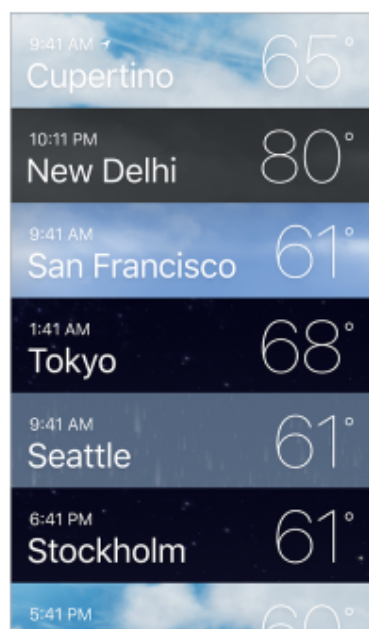 9:41 AM
65°
Cupertino
10:11 PM
80°
New Delhi
9:41 AM
61°
San Francisco
1:41 AM
68°
Tokyo
9:41 AM
61°
Seattle
6:41 PM
61°
Stockholm
5:41 PM